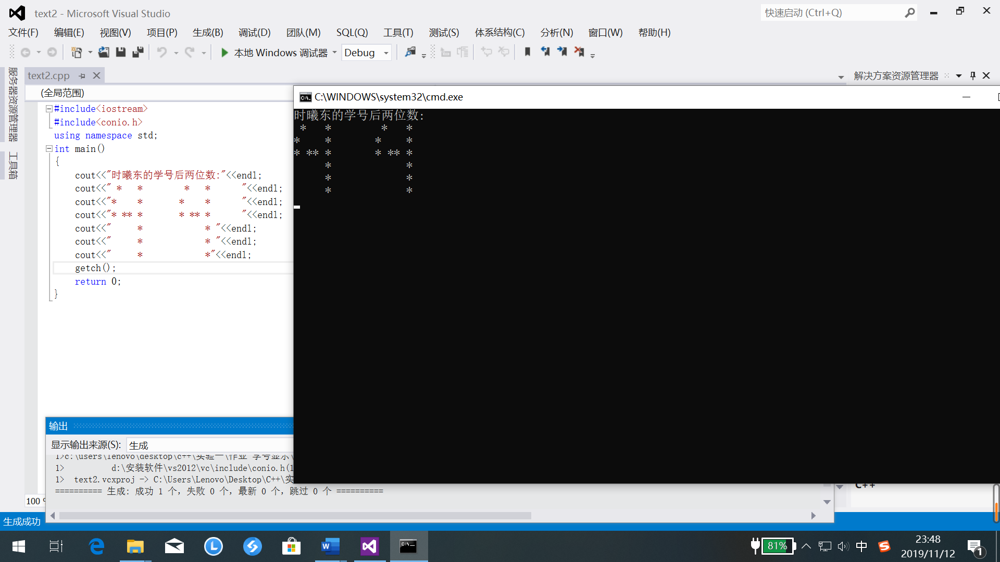 text2 - Microsoft Visual Studio
快速启动 (Ctrl+Q)
文件(F) 编辑(E) 视图(V) 项目(P) 生成(B) 调试(D) 团队(M) SQL(Q) 工具(T) 测试(S) 体系结构(C) 分析(N) 窗口(W) 帮助(H)
本地 Windows 调试器 Debug
服务器资源管理器
工具箱
text2.cpp
解决方案资源管理器
(全局范围)
#include<iostream>
#include<conio.h>
using namespace std;
int main()
{
    cout<<"时曦东的学号后两位数:"<<endl;
    cout<<" *   *        *   *      "<<endl;
    cout<<"*    *       *    *      "<<endl;
    cout<<"* ** *       * ** *      "<<endl;
    cout<<"     *            * "<<endl;
    cout<<"     *            * "<<endl;
    cout<<"     *            *"<<endl;
    getch();
    return 0;
}
C:\WINDOWS\system32\cmd.exe
时曦东的学号后两位数:
 *   *        *   *
*    *       *    *
* ** *       * ** *
     *            *
     *            *
     *            *
输出
显示输出来源(S): 生成
1>c:\users\lenovo\desktop\c++\实验一\作业 学号显示\
1>         d:\安装软件\vs2012\vc\include\conio.h(1
1>  text2.vcxproj -> C:\Users\Lenovo\Desktop\C++\实
========== 生成: 成功 1 个，失败 0 个，最新 0 个，跳过 0 个 ==========
100 %
C++
生成成功
81%
中
23:48
2019/11/12
1